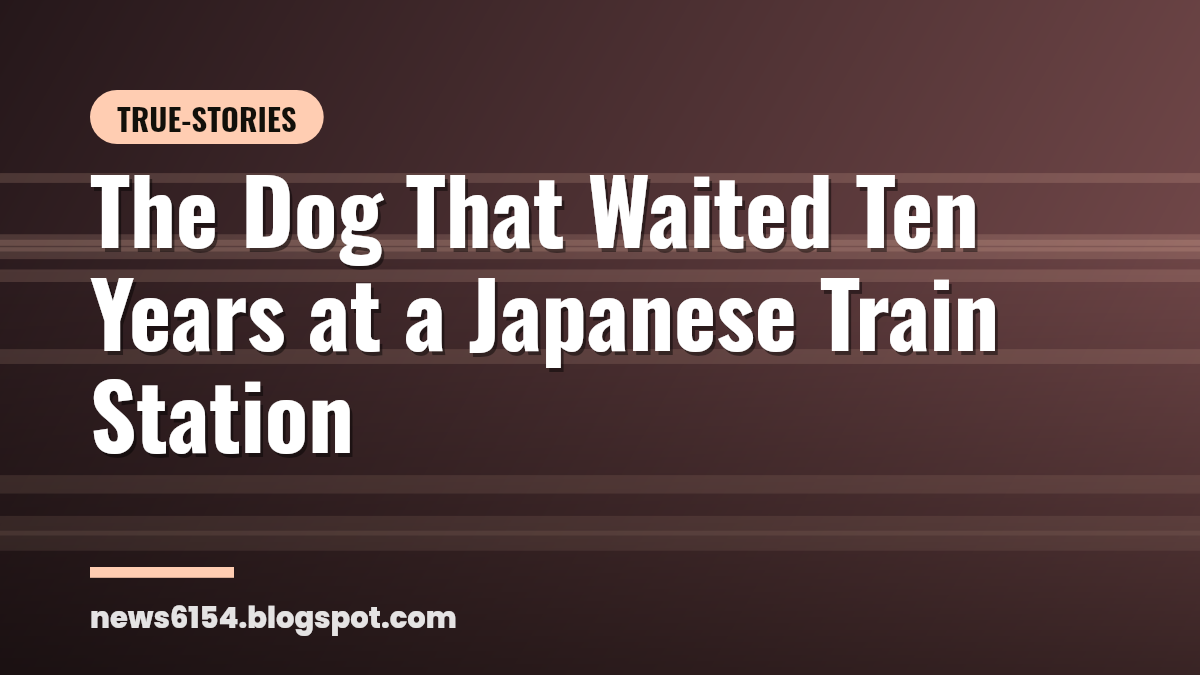 TRUE-STORIES
The Dog That Waited Ten
Years at a Japanese Train
Station
news6154.blogspot.com